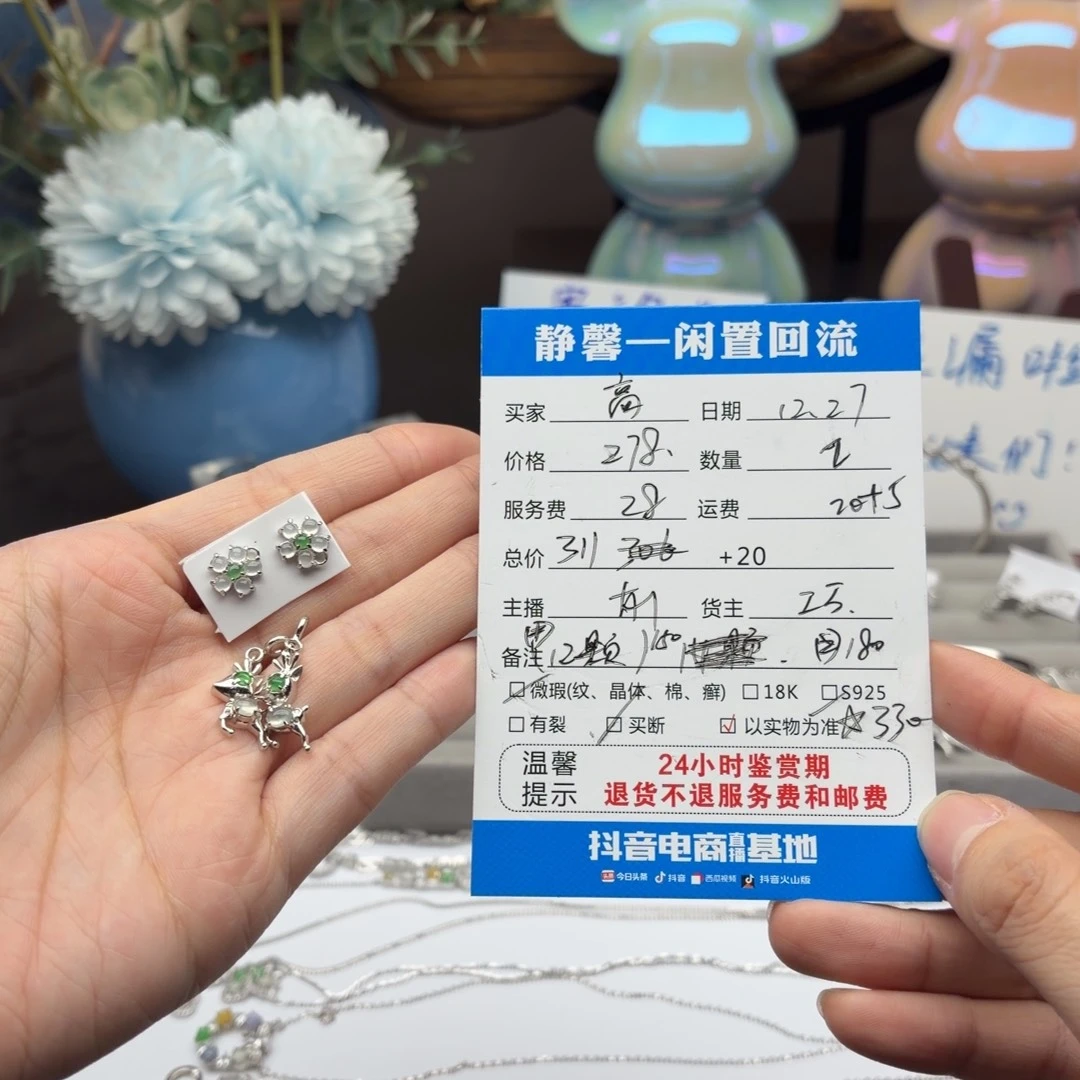 静馨—闲置回流
买家 高 日期 12.27
价格 278. 数量
服务费 28 运费 20+5
总价 311 +20
主播 货主
备注
微瑕(纹、晶体、棉、癣) 18K S925
有裂 买断 以实物为准 330
温馨提示
24小时鉴赏期
退货不退服务费和邮费
抖音电商直播基地
今日头条 抖音 西瓜视频 抖音火山版
漏 啦
们!